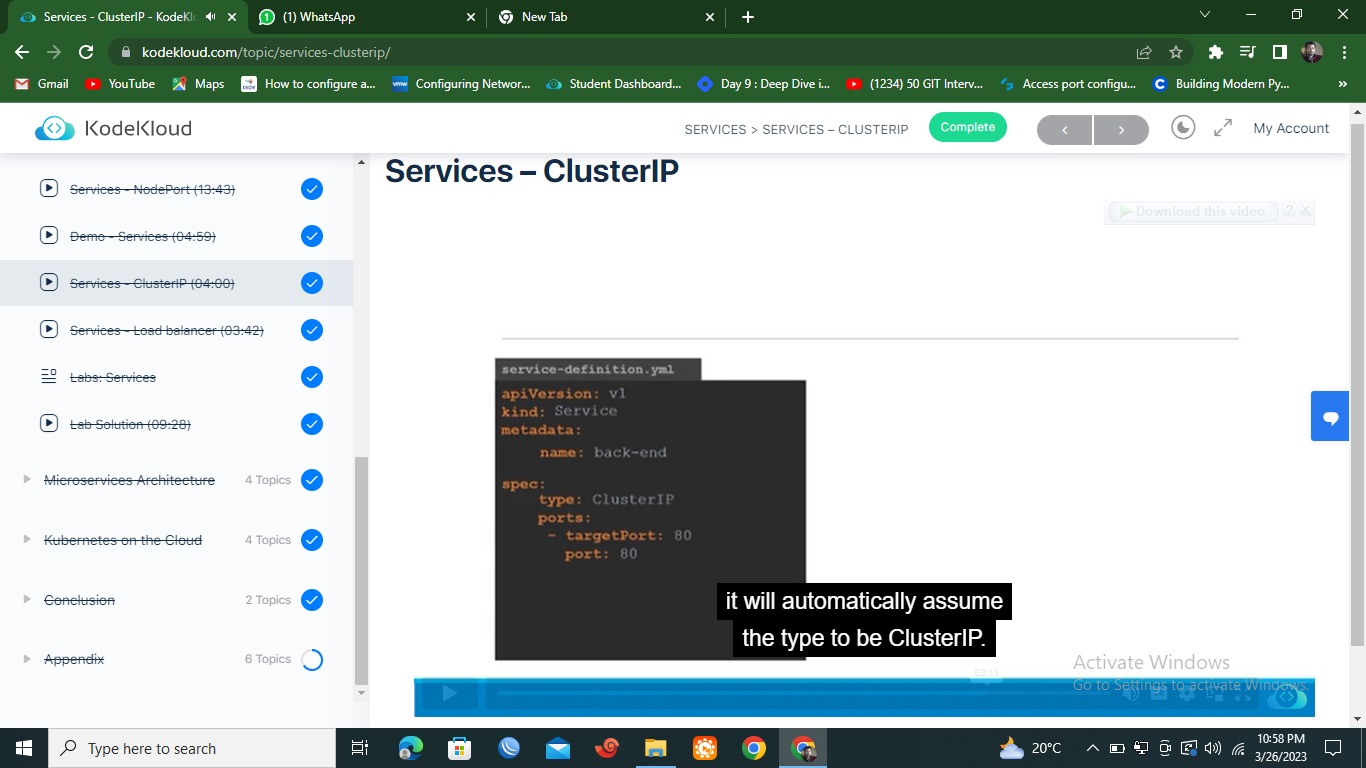 Services - ClusterIP - KodeKl
(1) WhatsApp
New Tab
kodekloud.com/topic/services-clusterip/
Gmail
YouTube
Maps
How to configure a...
Configuring Networ...
Student Dashboard...
Day 9 : Deep Dive i...
(1234) 50 GIT Interv...
Access port configu...
Building Modern Py...
»
KodeKloud
SERVICES > SERVICES – CLUSTERIP
Complete
My Account
Services - NodePort (13:43)
Demo - Services (04:59)
Services - ClusterIP (04:00)
Services - Load balancer (03:42)
Labs: Services
Lab Solution (09:28)
Microservices Architecture 4 Topics
Kubernetes on the Cloud 4 Topics
Conclusion 2 Topics
Appendix 6 Topics
Services – ClusterIP
Download this video ? X
service-definition.yml
apiVersion: v1
kind: Service
metadata:
name: back-end
spec:
type: ClusterIP
ports:
- targetPort: 80
port: 80
it will automatically assume
the type to be ClusterIP.
03:11
Activate Windows
Go to Settings to activate Windows.
Type here to search
20°C
10:58 PM
3/26/2023